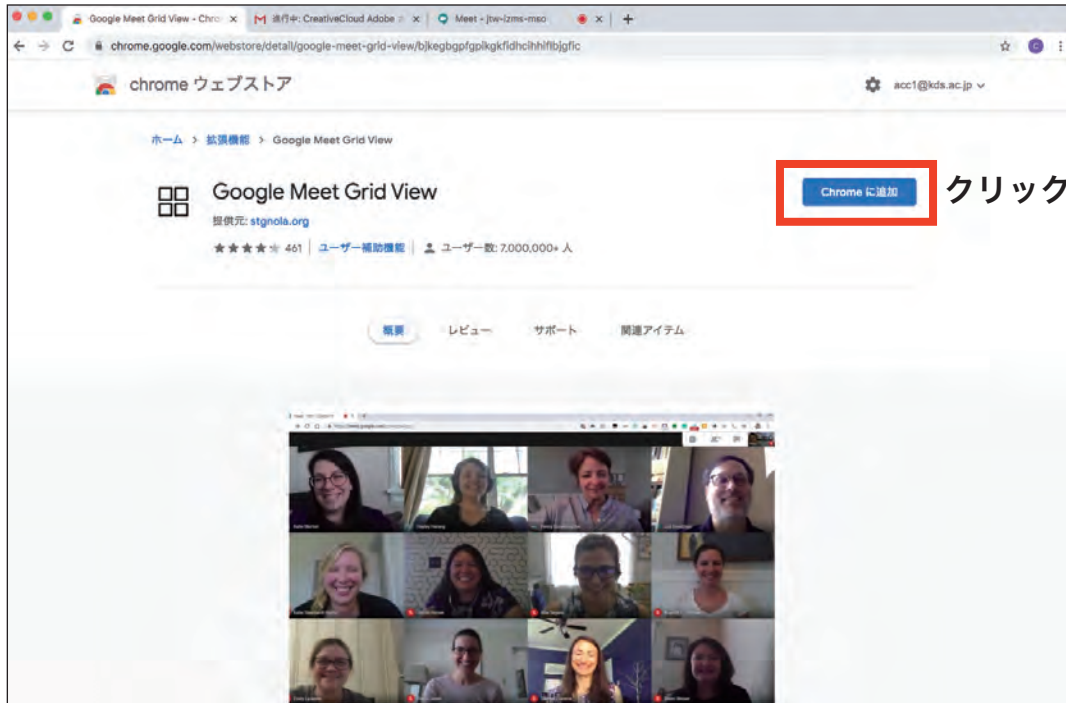 Google Meet Grid View - Chro
進行中: CreativeCloud Adobe
Meet - jtw-izms-mso
chrome.google.com/webstore/detail/google-meet-grid-view/bjkegbgpfgpikgkfidhcihhiflbjgfic
chrome ウェブストア
acc1@kds.ac.jp
ホーム > 拡張機能 > Google Meet Grid View
Google Meet Grid View
Chrome に追加
クリック
提供元: stgnola.org
461 | ユーザー補助機能 | ユーザー数: 7,000,000+ 人
概要 レビュー サポート 関連アイテム